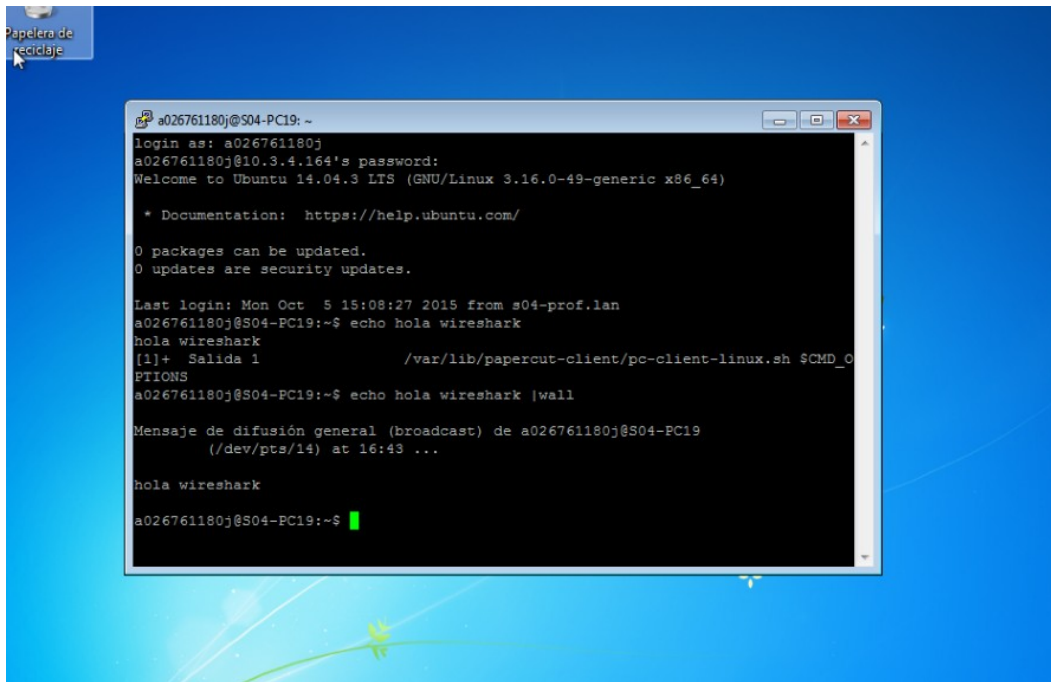 Papelera de
reciclaje
a026761180j@S04-PC19: ~
login as: a026761180j
a026761180j@10.3.4.164's password:
Welcome to Ubuntu 14.04.3 LTS (GNU/Linux 3.16.0-49-generic x86_64)
* Documentation:  https://help.ubuntu.com/
0 packages can be updated.
0 updates are security updates.
Last login: Mon Oct  5 15:08:27 2015 from s04-prof.lan
a026761180j@S04-PC19:~$ echo hola wireshark
hola wireshark
[1]+  Salida 1                /var/lib/papercut-client/pc-client-linux.sh $CMD_O
PTIONS
a026761180j@S04-PC19:~$ echo hola wireshark |wall
Mensaje de difusión general (broadcast) de a026761180j@S04-PC19
(/dev/pts/14) at 16:43 ...
hola wireshark
a026761180j@S04-PC19:~$